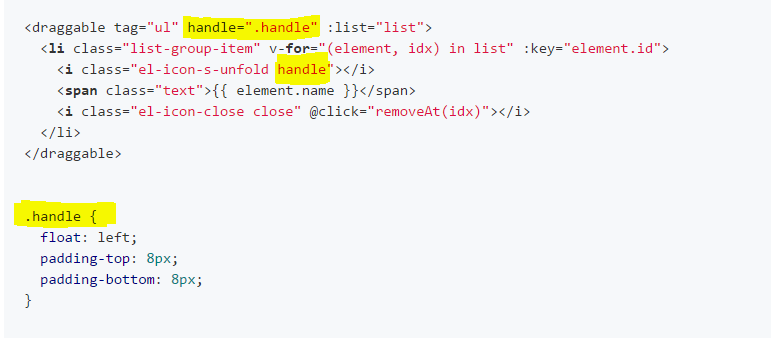 <draggable tag="ul" handle=".handle" :list="list">
<li class="list-group-item" v-for="(element, idx) in list" :key="element.id">
<i class="el-icon-s-unfold handle"></i>
<span class="text">{{ element.name }}</span>
<i class="el-icon-close close" @click="removeAt(idx)"></i>
</li>
</draggable>
.handle {
float: left;
padding-top: 8px;
padding-bottom: 8px;
}